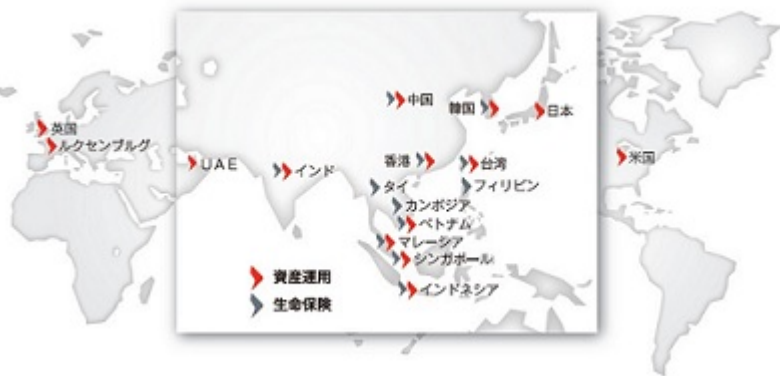 中国
韓国
日本
英国
ルクセンブルグ
UAE
インド
香港
台湾
米国
タイ
フィリピン
カンボジア
ベトナム
マレーシア
シンガポール
インドネシア
資産運用
生命保険